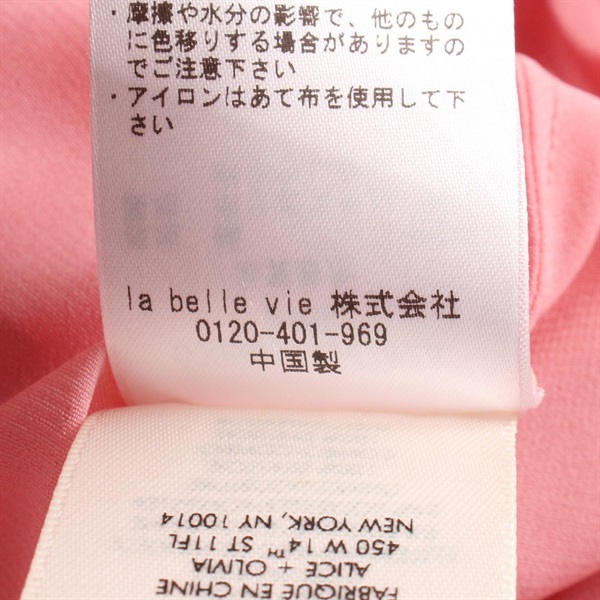 ・摩擦や水分の影響で、他のもの
に色移りする場合がありますの
でご注意下さい
・アイロンはあて布を使用して下
さい
la belle vie 株式会社
0120-401-969
中国製
FABRIQUE EN CHINE
ALICE + OLIVIA
450 W 14™ ST 11FL
NEW YORK, NY 10014